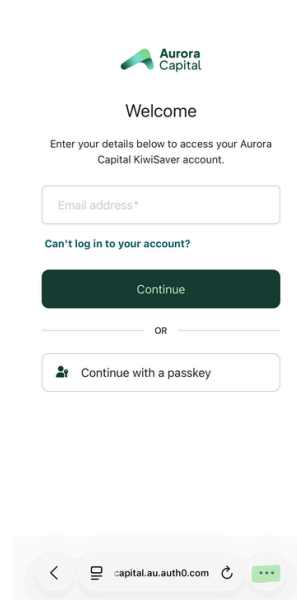 Aurora
Capital
Welcome
Enter your details below to access your Aurora
Capital KiwiSaver account.
Email address*
Can't log in to your account?
Continue
OR
Continue with a passkey
capital.au.auth0.com